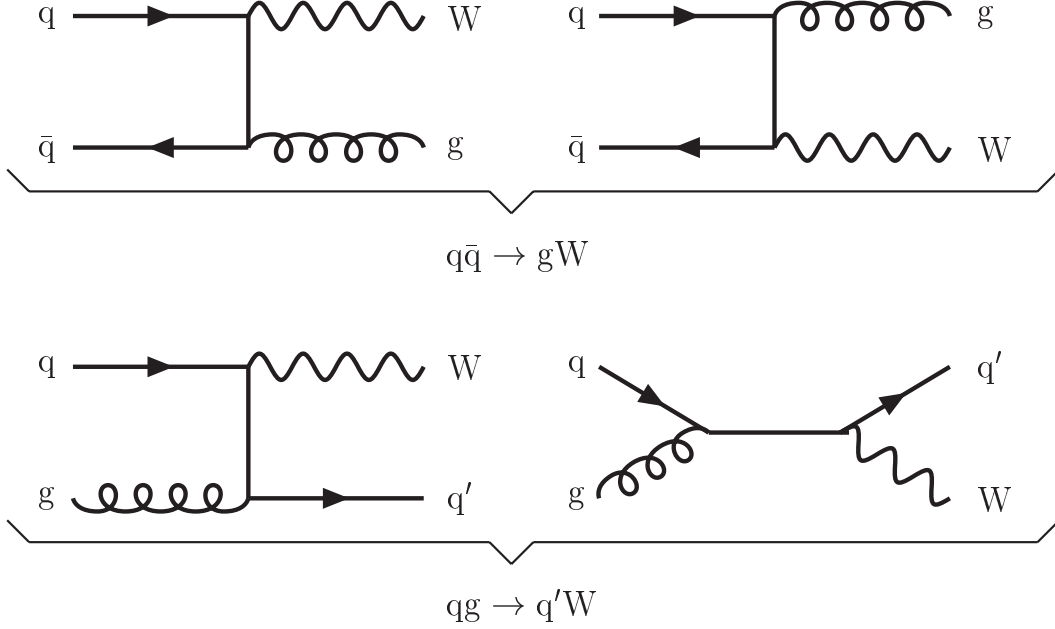 q W q g
q̄ g q̄ W
qq̄ → gW
q W q q′
g q′ g W
qg → q′W